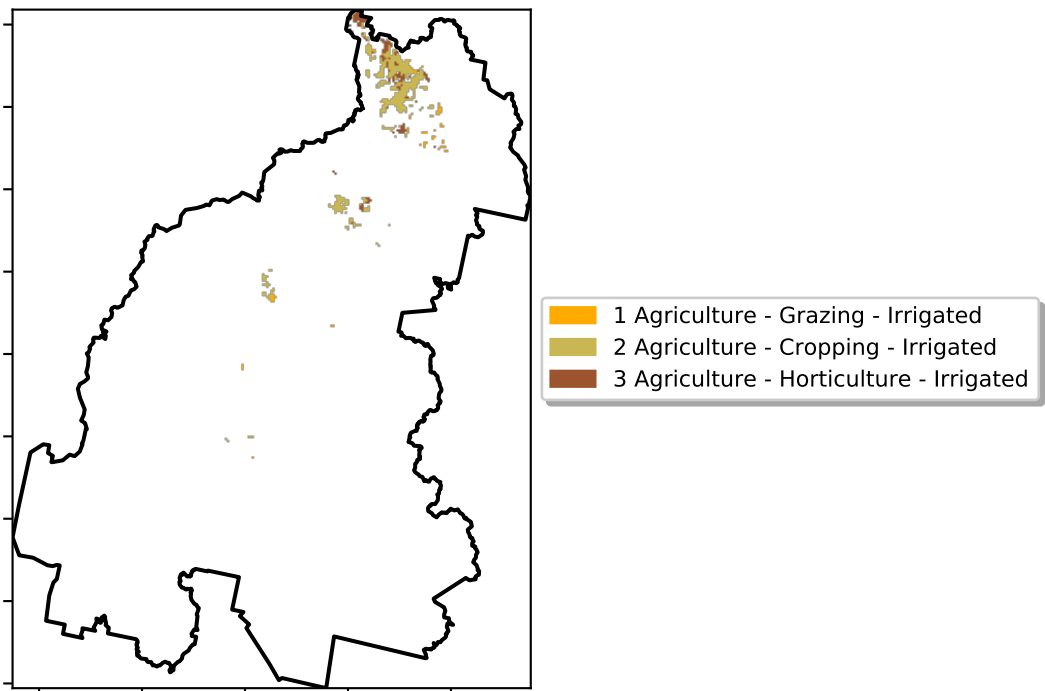 1 Agriculture - Grazing - Irrigated
2 Agriculture - Cropping - Irrigated
3 Agriculture - Horticulture - Irrigated